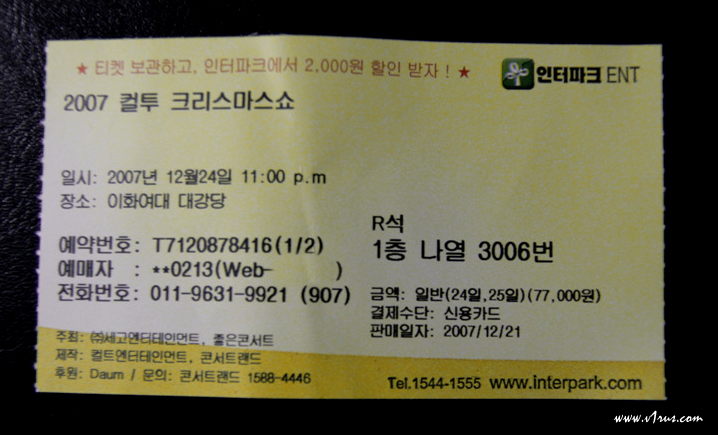 ★ 티켓 보관하고, 인터파크에서 2,000원 할인 받자 ! ★
인터파크 ENT
2007 컬투 크리스마스쇼
일시: 2007년 12월24일 11:00 p.m
장소: 이화여대 대강당
R석
1층 나열 3006번
예약번호: T7120878416(1/2)
예매자 : **0213(Web- )
전화번호: 011-9631-9921 (907)
금액: 일반(24일,25일)(77,000원)
결제수단: 신용카드
판매일자: 2007/12/21
주최: (주)세고엔터테인먼트, 좋은콘서트
제작: 컬트엔터테인먼트, 콘서트랜드
후원: Daum / 문의: 콘서트랜드 1588-4446
Tel.1544-1555 www.interpark.com
www.v1rus.com